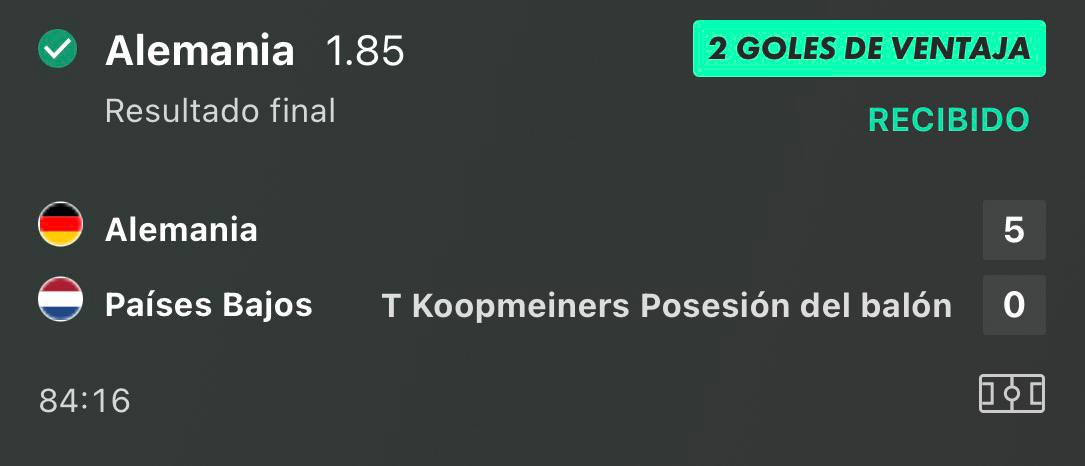 Alemania 1.85
2 GOLES DE VENTAJA
Resultado final
RECIBIDO
Alemania 5
Países Bajos T Koopmeiners Posesión del balón 0
84:16